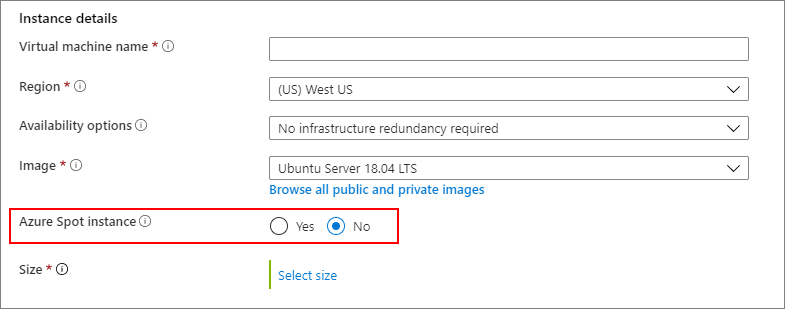 Instance details
Virtual machine name *
Region *
(US) West US
Availability options
No infrastructure redundancy required
Image *
Ubuntu Server 18.04 LTS
Browse all public and private images
Azure Spot instance
Yes No
Size *
Select size